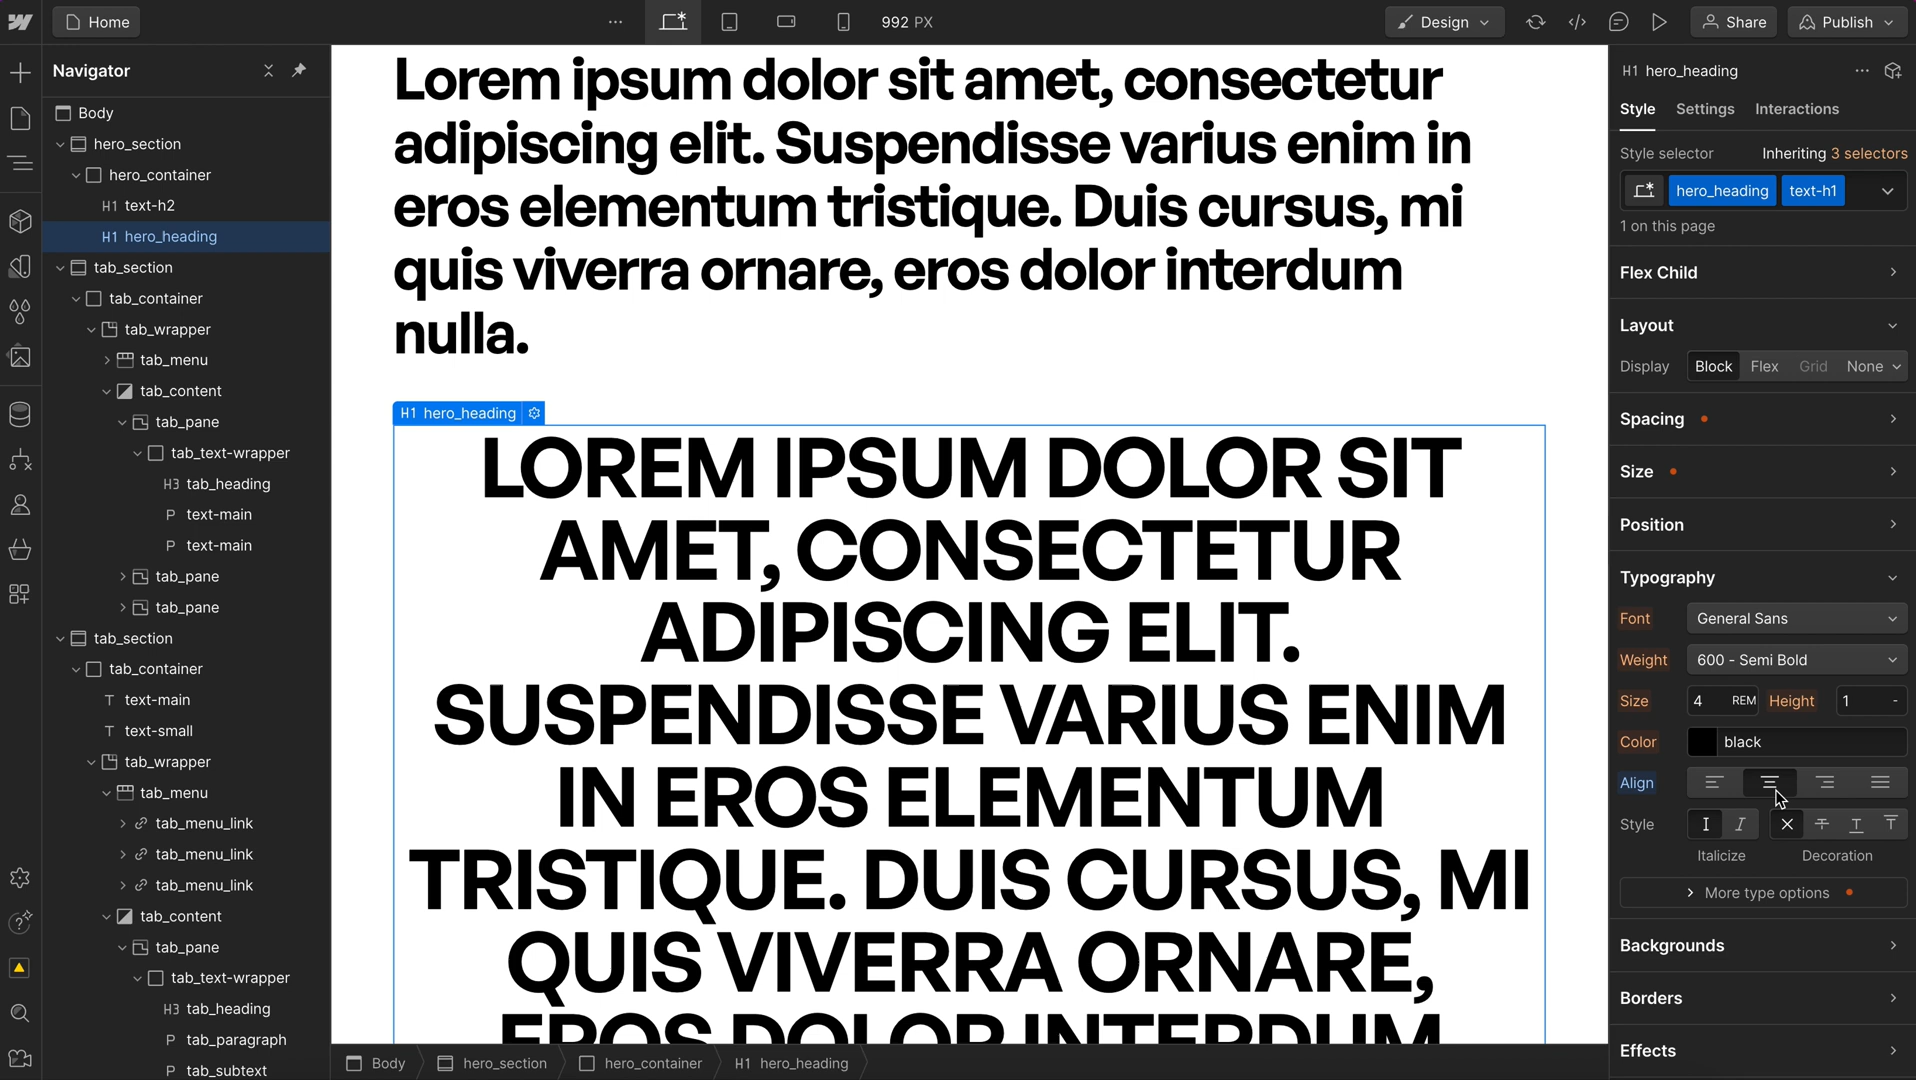 Home
992 PX
Design
Share
Publish
Navigator
Body
hero_section
hero_container
H1 text-h2
H1 hero_heading
tab_section
tab_container
tab_wrapper
tab_menu
tab_content
tab_pane
tab_text-wrapper
H3 tab_heading
P text-main
P text-main
tab_pane
tab_pane
tab_section
tab_container
T text-main
T text-small
tab_wrapper
tab_menu
tab_menu_link
tab_menu_link
tab_menu_link
tab_content
tab_pane
tab_text-wrapper
H3 tab_heading
P tab_paragraph
P tab_subtext
Lorem ipsum dolor sit amet, consectetur
adipiscing elit. Suspendisse varius enim in
eros elementum tristique. Duis cursus, mi
quis viverra ornare, eros dolor interdum
nulla.
H1 hero_heading
LOREM IPSUM DOLOR SIT
AMET, CONSECTETUR
ADIPISCING ELIT.
SUSPENDISSE VARIUS ENIM
IN EROS ELEMENTUM
TRISTIQUE. DUIS CURSUS, MI
QUIS VIVERRA ORNARE,
EROS DOLOR INTERDUM
Body hero_section hero_container H1 hero_heading
H1 hero_heading
Style Settings Interactions
Style selector Inheriting 3 selectors
hero_heading text-h1
1 on this page
Flex Child
Layout
Display Block Flex Grid None
Spacing
Size
Position
Typography
Font General Sans
Weight 600 - Semi Bold
Size 4 REM Height 1 -
Color black
Align
Style
Italicize Decoration
More type options
Backgrounds
Borders
Effects